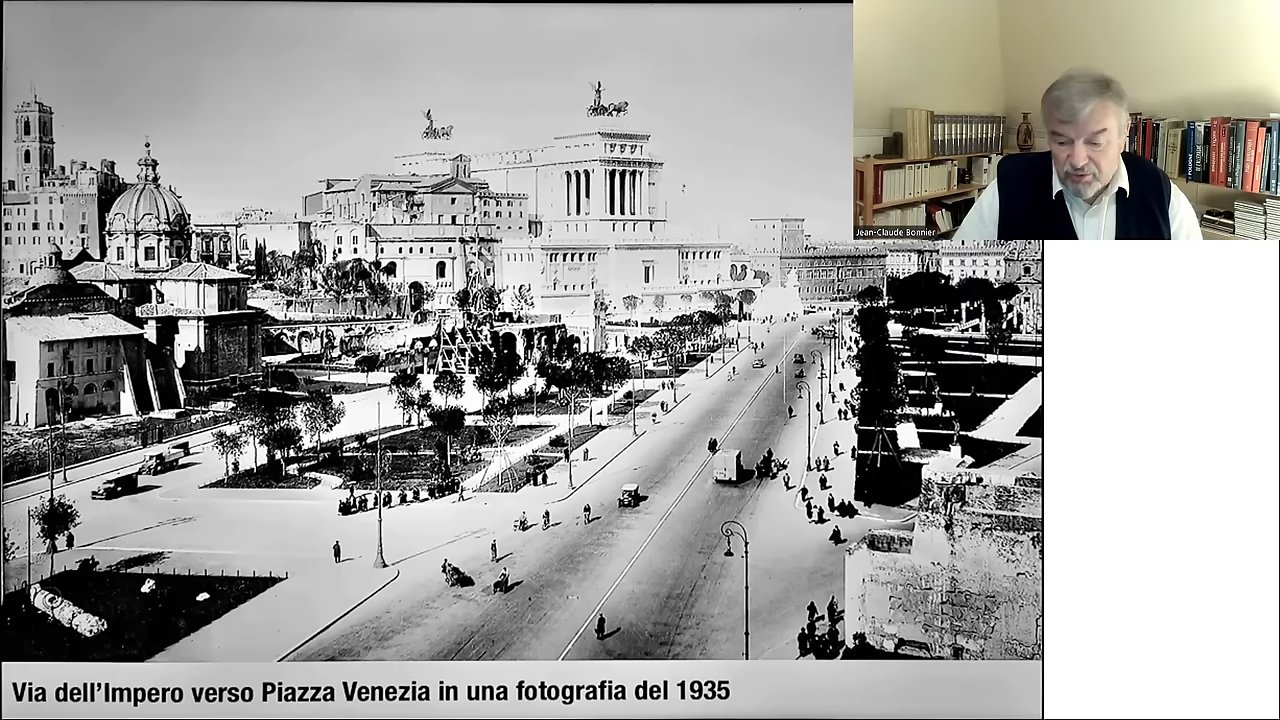 Jean-Claude Bonnier
Via dell'Impero verso Piazza Venezia in una fotografia del 1935